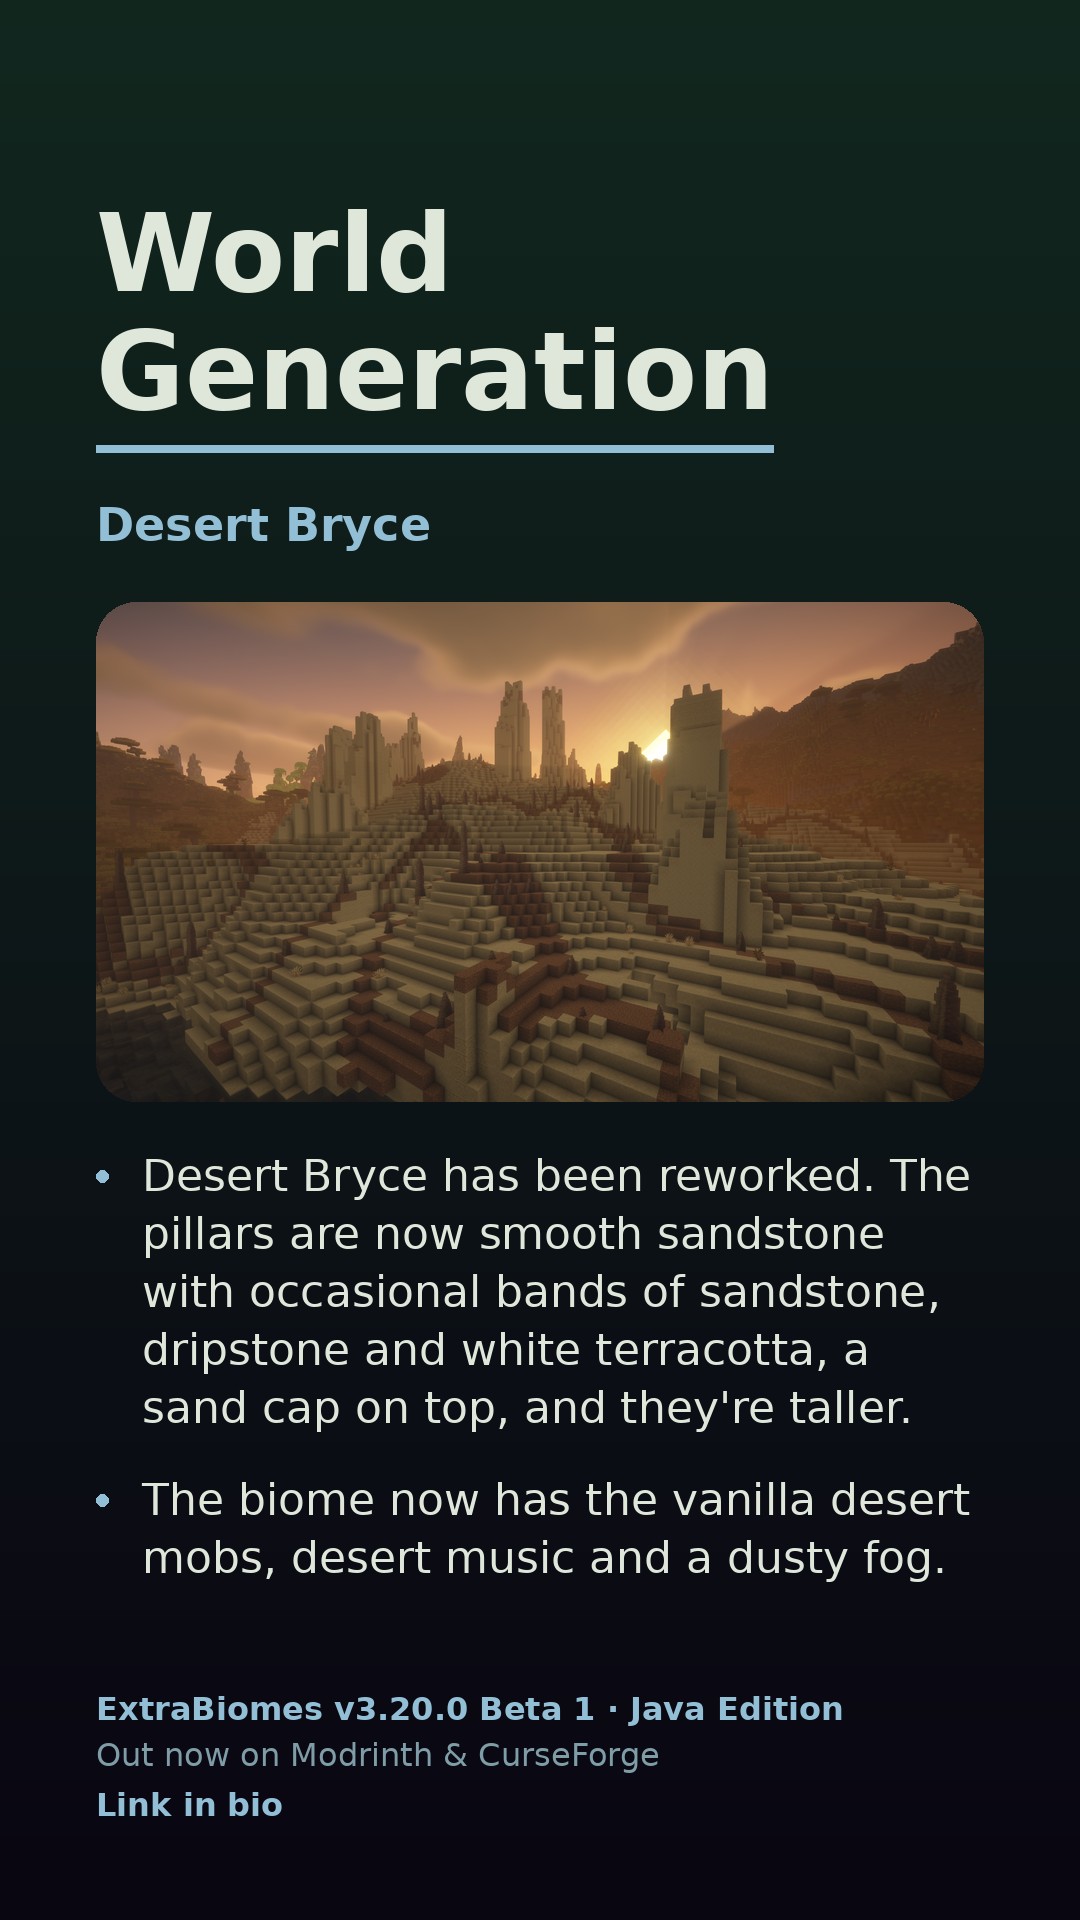 World
Generation
Desert Bryce
• Desert Bryce has been reworked. The
pillars are now smooth sandstone
with occasional bands of sandstone,
dripstone and white terracotta, a
sand cap on top, and they're taller.
• The biome now has the vanilla desert
mobs, desert music and a dusty fog.
ExtraBiomes v3.20.0 Beta 1 · Java Edition
Out now on Modrinth & CurseForge
Link in bio